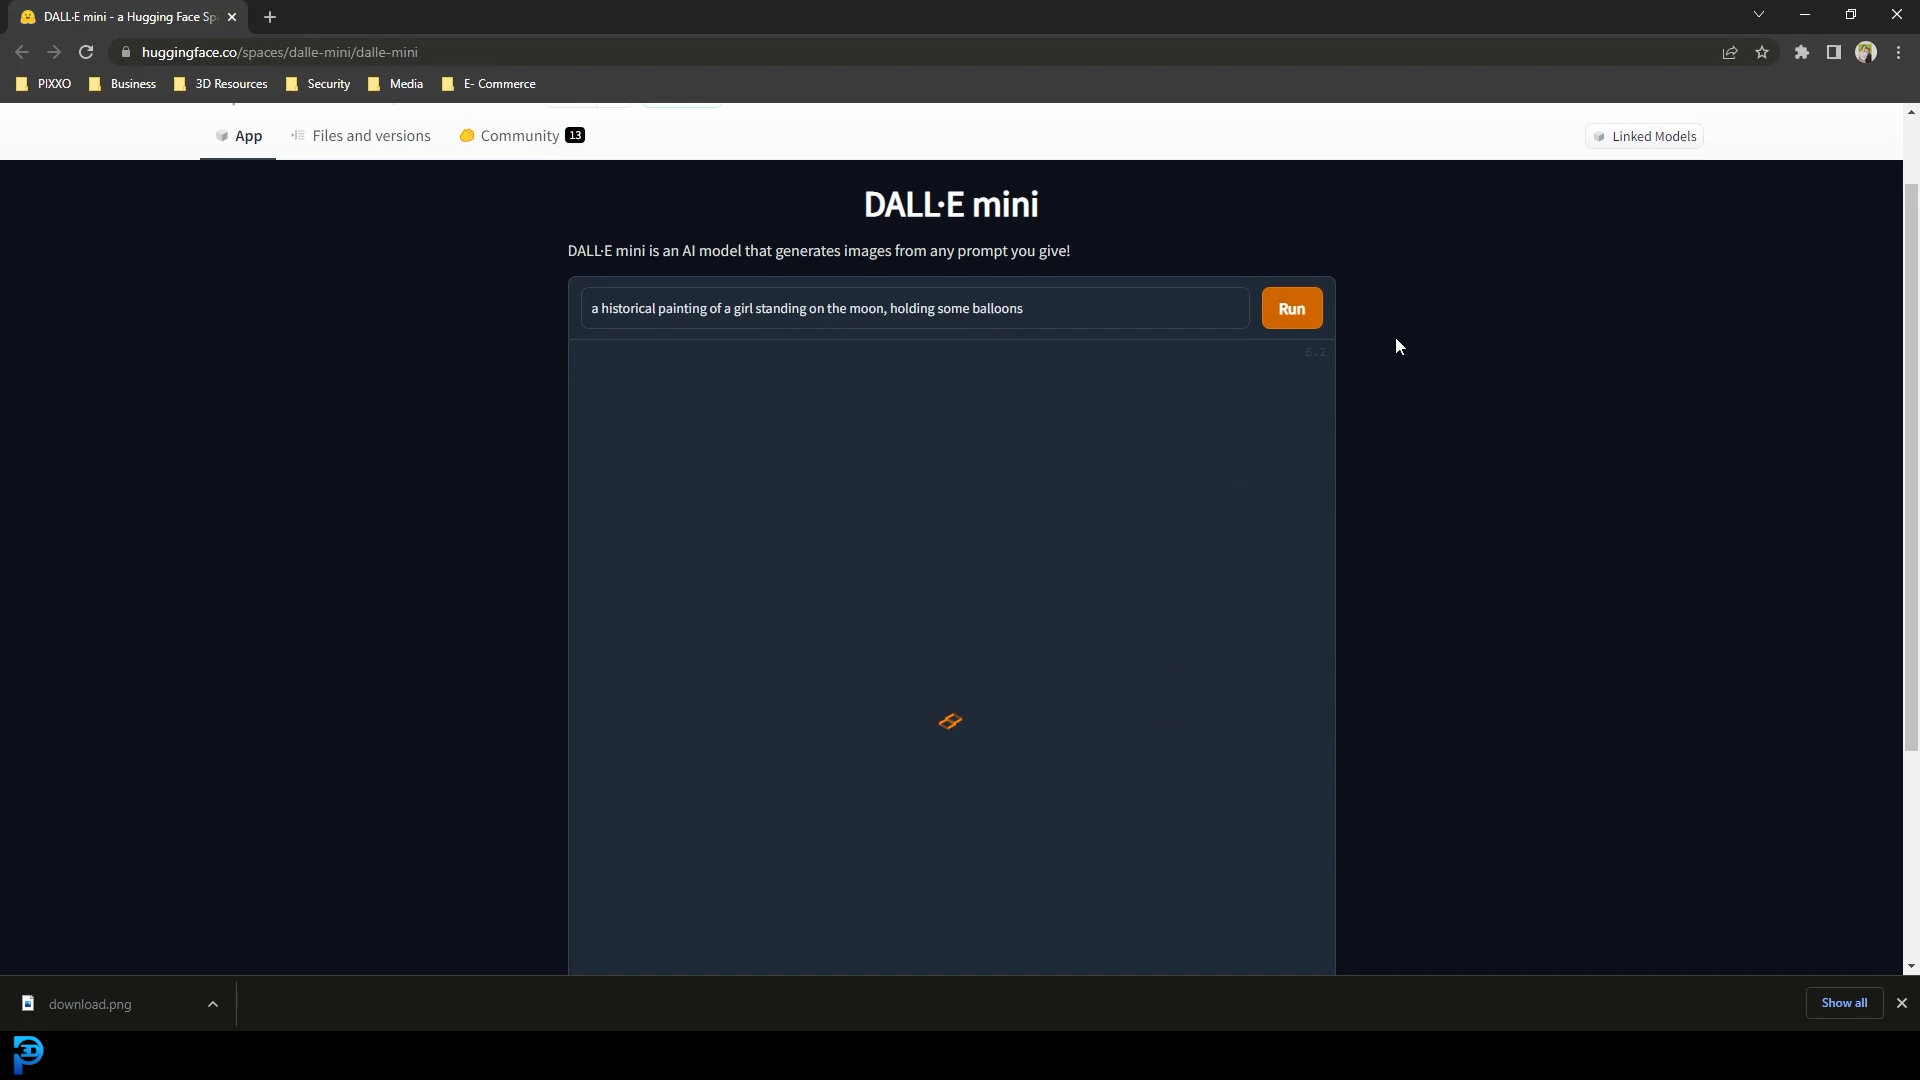 DALL·E mini - a Hugging Face Sp
huggingface.co/spaces/dalle-mini/dalle-mini
PIXXO
Business
3D Resources
Security
Media
E- Commerce
App
Files and versions
Community 13
Linked Models
DALL·E mini
DALL·E mini is an AI model that generates images from any prompt you give!
a historical painting of a girl standing on the moon, holding some balloons
Run
6.2
download.png
Show all
3D